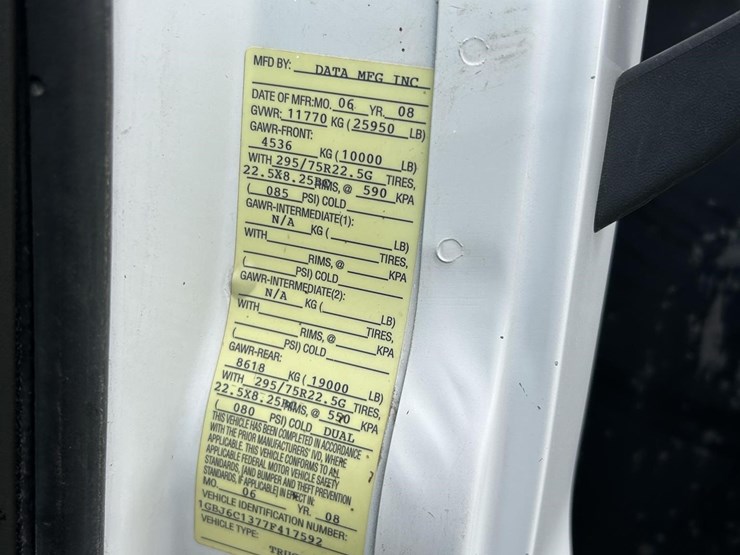 MFD BY: DATA MFG INC
DATE OF MFR: MO. 06 YR. 08
GVWR: 11770 KG (25950 LB)
GAWR-FRONT:
4536 KG (10000 LB)
WITH 295/75R22.5G TIRES,
22.5X8.25 RIMS, @ 590 KPA
( 085 PSI) COLD
GAWR-INTERMEDIATE(1):
N/A KG ( LB)
WITH TIRES,
RIMS, @ KPA
( PSI) COLD
GAWR-INTERMEDIATE(2):
N/A KG ( LB)
WITH TIRES,
RIMS, @ KPA
( PSI) COLD
GAWR-REAR:
8618 KG (19000 LB)
WITH 295/75R22.5G TIRES,
22.5X8.25 RIMS, @ 550 KPA
( 080 PSI) COLD DUAL
THIS VEHICLE HAS BEEN COMPLETED IN ACCORDANCE
WITH THE PRIOR MANUFACTURERS' IVD, WHERE
APPLICABLE. THIS VEHICLE CONFORMS TO ALL
APPLICABLE FEDERAL MOTOR VEHICLE SAFETY
STANDARDS, (AND BUMPER AND THEFT PREVENTION
STANDARDS, IF APPLICABLE) IN EFFECT IN
MO. 06 YR. 08
VEHICLE IDENTIFICATION NUMBER:
1GBJ6C1377F417592
VEHICLE TYPE: